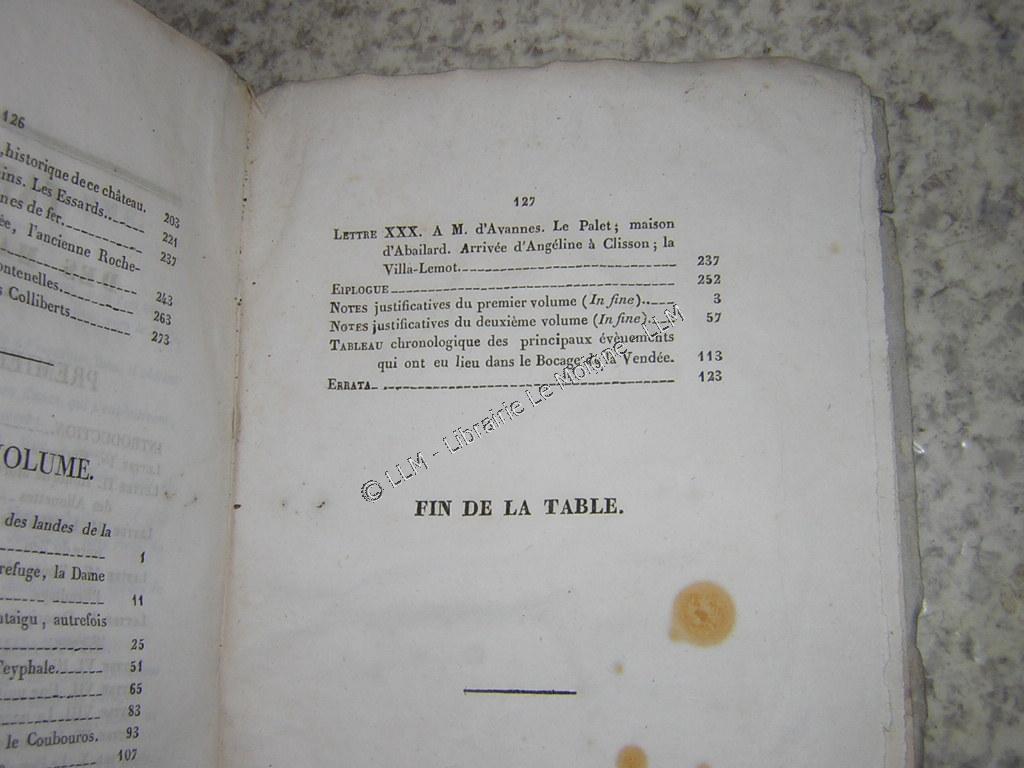 126
historique de ce château. 203
ins. Les Essards 221
nes de fer. 237
ée, l'ancienne Roche-
243
ontenelles 263
s Colliberts 273
VOLUME.
des landes de la
1
refuge, la Dame
11
ntaigu, autrefois
25
eyphale. 51
65
83
le Coubouros. 93
107
127
LETTRE XXX. A M. d'Avannes. Le Palet; maison
d'Abailard. Arrivée d'Angéline à Clisson; la
Villa-Lemot. 237
EIPLOGUE 252
NOTES justificatives du premier volume (In fine). 3
NOTES justificatives du deuxième volume (In fine). 57
TABLEAU chronologique des principaux évènements
qui ont eu lieu dans le Bocage de la Vendée. 113
ERRATA 123
FIN DE LA TABLE.
© LLM - Librairie Le Moigne - LLM